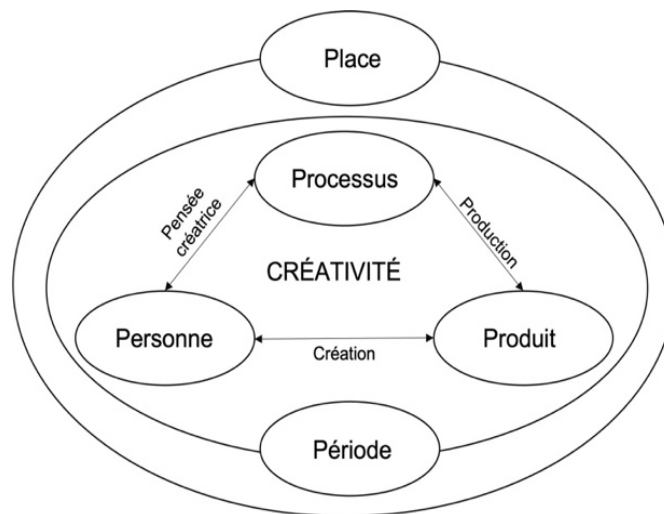 Place
Processus
Pensée
créatrice
Production
CRÉATIVITÉ
Personne
Création
Produit
Période